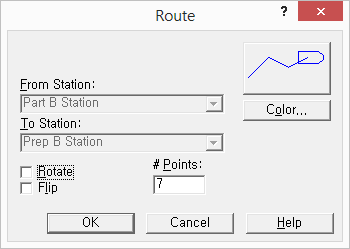 Route
? ×
From Station:
Part B Station
Color...
To Station:
Prep B Station
Rotate
Flip
# Points:
7
OK
Cancel
Help